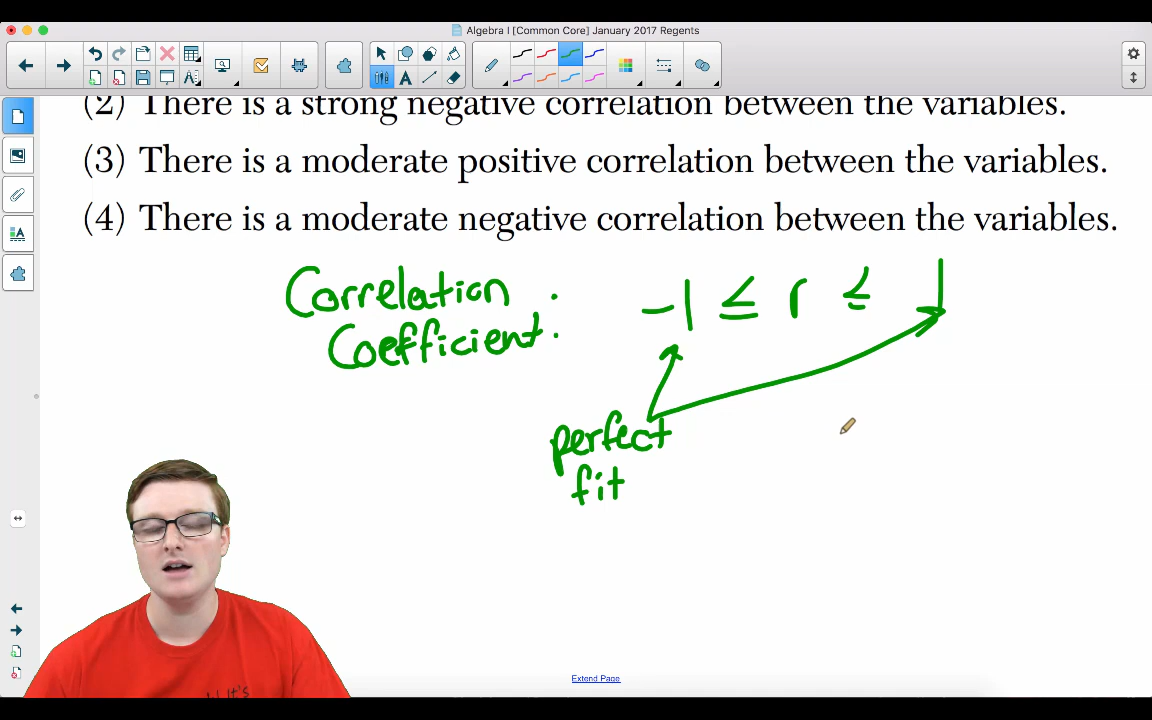 Algebra I [Common Core] January 2017 Regents
(2) There is a strong negative correlation between the variables.
(3) There is a moderate positive correlation between the variables.
(4) There is a moderate negative correlation between the variables.
Correlation : -1 ≤ r ≤ 1
Coefficient.
perfect
fit
Extend Page